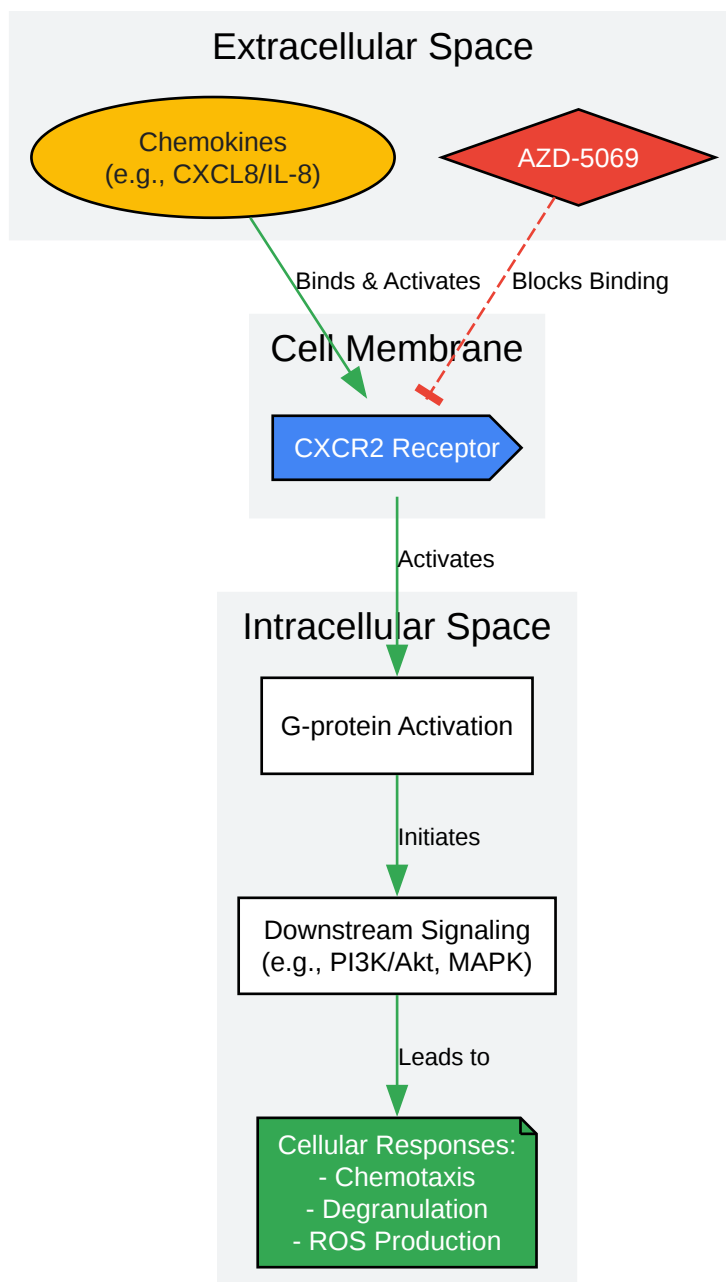 Extracellular Space
Chemokines
(e.g., CXCL8/IL-8)
AZD-5069
Binds & Activates
Blocks Binding
Cell Membrane
CXCR2 Receptor
Activates
Intracellular Space
G-protein Activation
Initiates
Downstream Signaling
(e.g., PI3K/Akt, MAPK)
Leads to
Cellular Responses:
- Chemotaxis
- Degranulation
- ROS Production